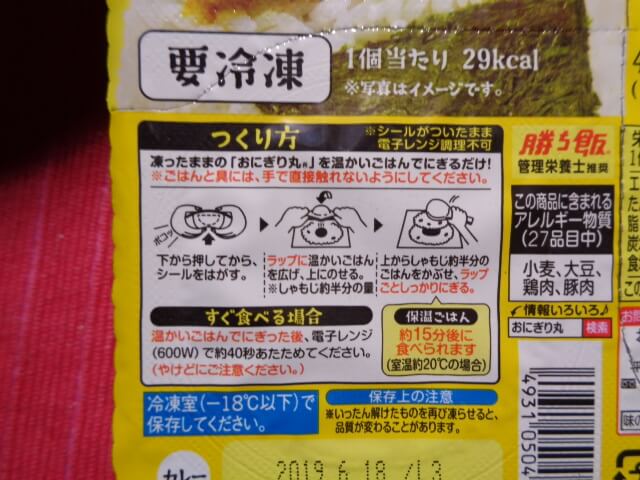 要冷凍
1個当たり 29kcal
※写真はイメージです。
つくり方
※シールがついたまま
電子レンジ調理不可
凍ったままの「おにぎり丸®」を温かいごはんでにぎるだけ!
※ごはんと具には、手で直接触れないようにしてください。
ポコッ
下から押してから、
シールをはがす。
ラップに温かいごはん
を広げ、上にのせる。
※しゃもじ約半分の量
上からしゃもじ約半分の
ごはんをかぶせ、ラップ
ごとしっかりにぎる。
すぐ食べる場合
温かいごはんでにぎった後、電子レンジ
(600W)で約40秒あたためてください。
(やけどにご注意ください。)
保温ごはん
約15分後に
食べられます
(室温約20℃の場合)
冷凍室(−18℃以下)で
保存してください。
保存上の注意
※いったん解けたものを再び凍らせると、
品質が変わることがあります。
勝ち飯®
管理栄養士推奨
この商品に含まれる
アレルギー物質
(27品目中)
小麦、大豆、
鶏肉、豚肉
情報いろいろ♪
おにぎり丸 検索
4931 0504
2019.6.18 /L3